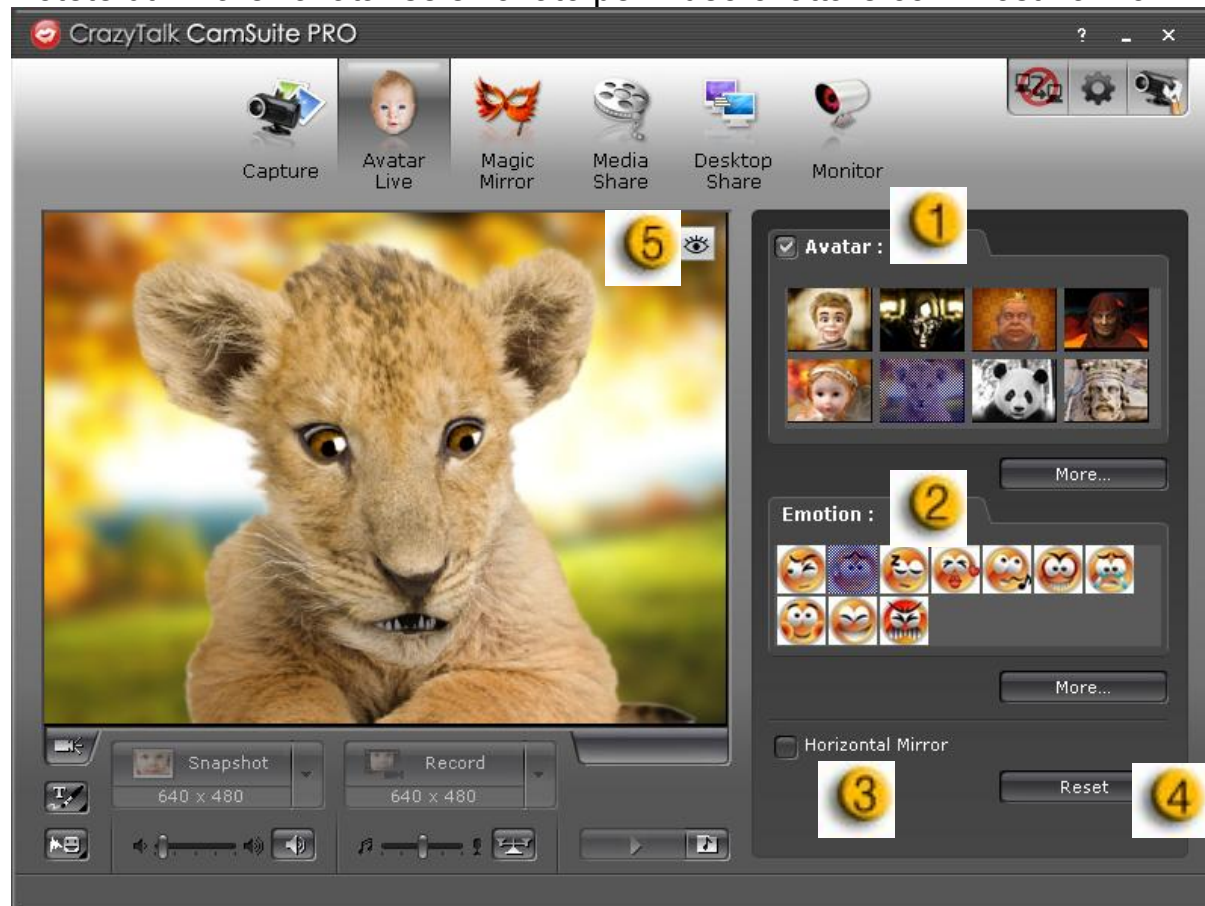 CrazyTalk CamSuite PRO
?
Capture
Avatar Live
Magic Mirror
Media Share
Desktop Share
Monitor
5
1
Avatar :
More...
2
Emotion :
More...
Horizontal Mirror
3
Reset
4
Snapshot
640 x 480
Record
640 x 480